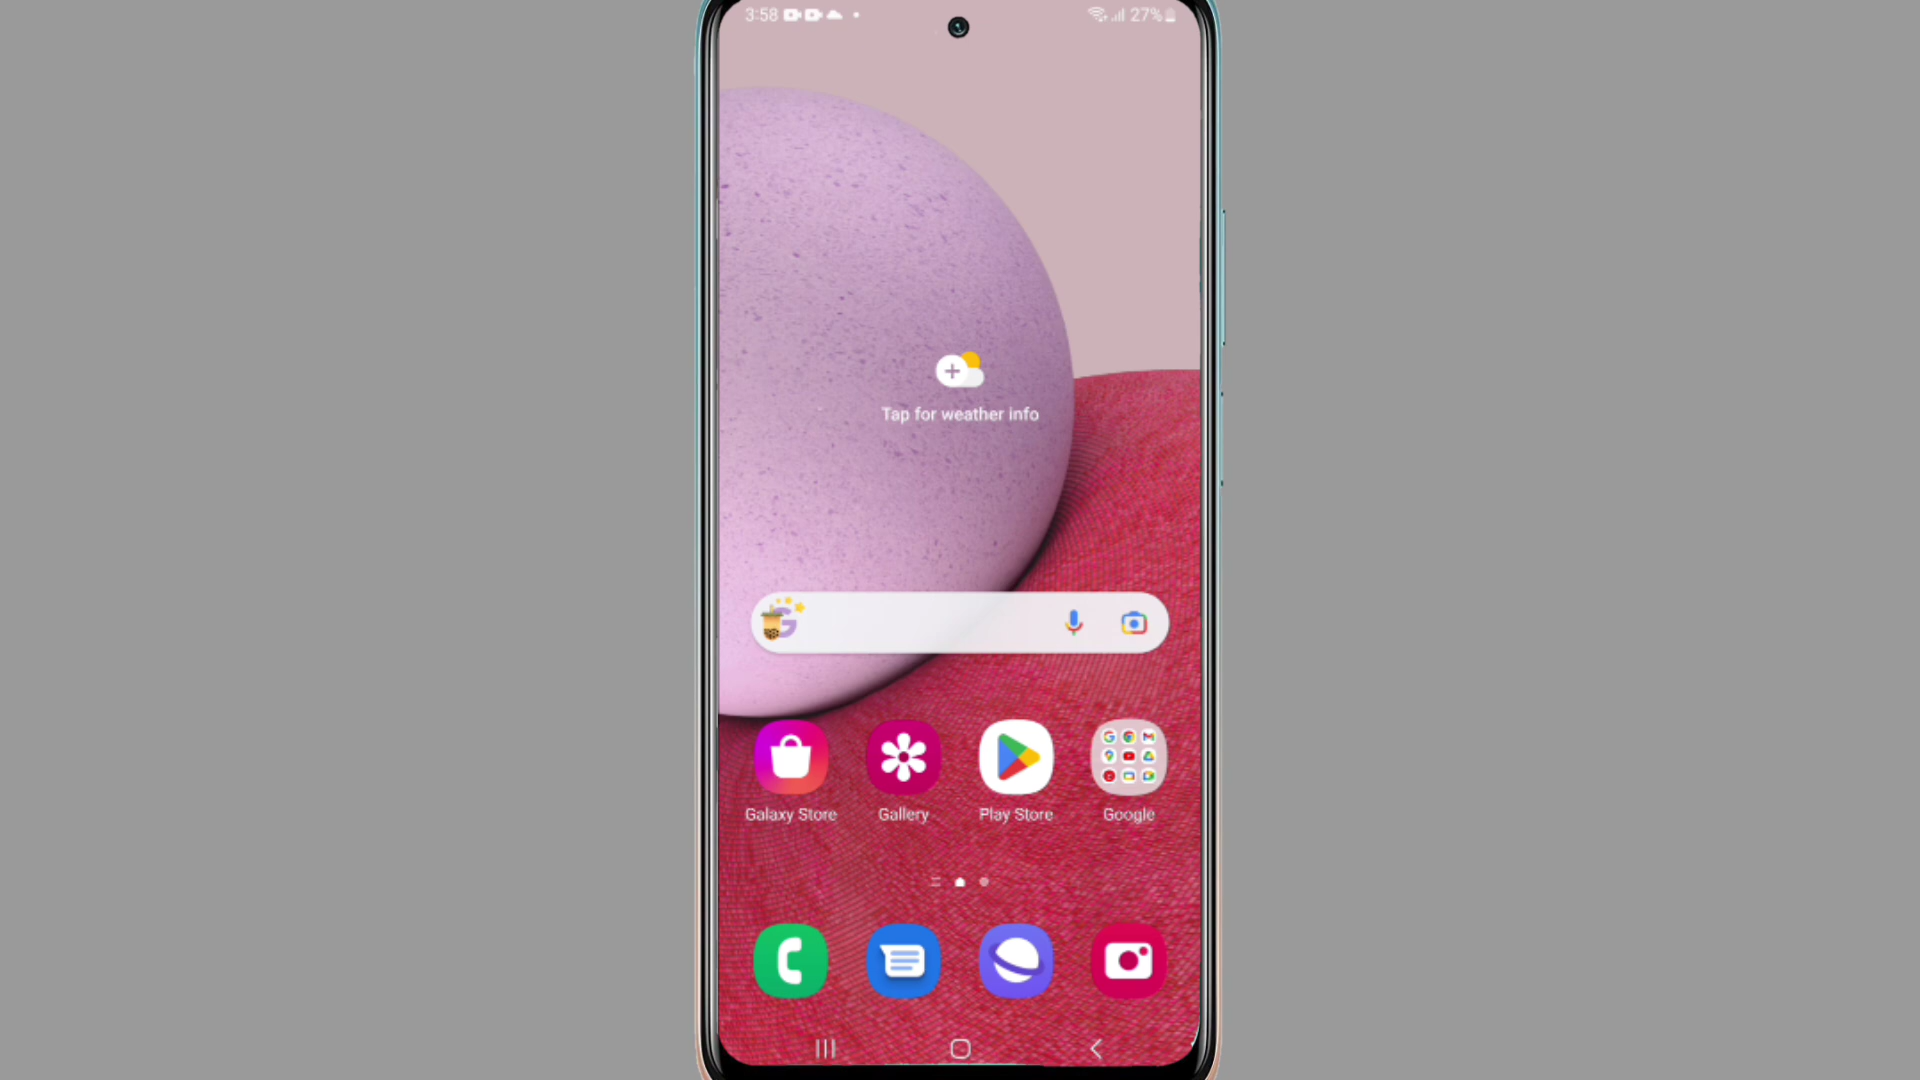 3:58
27%
Tap for weather info
G
Galaxy Store
Gallery
Play Store
Google